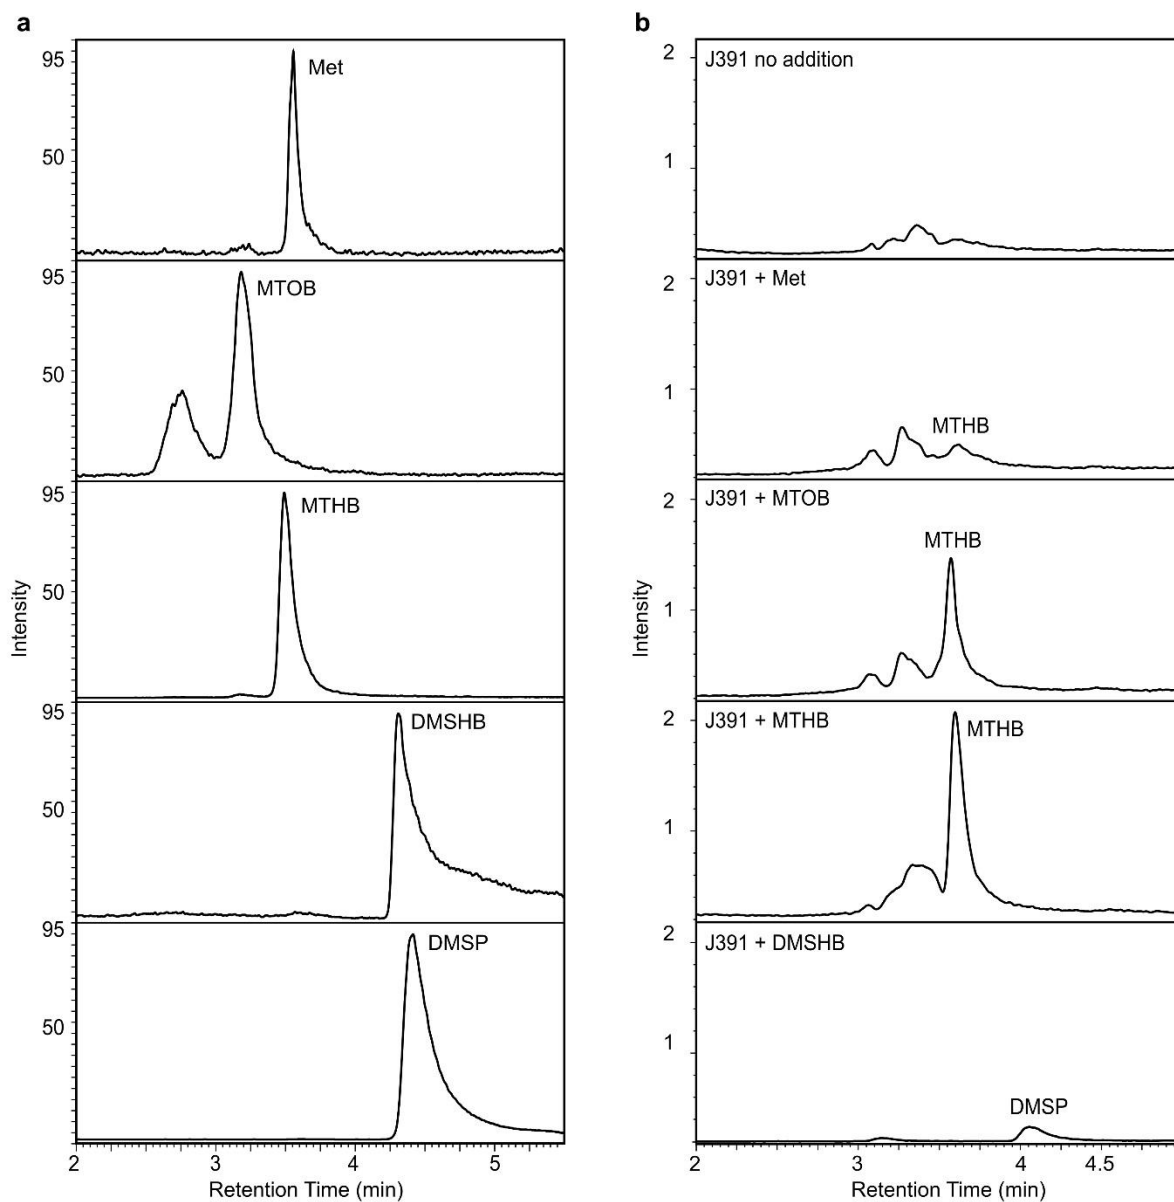 a
95
Met
50
95
MTOB
50
95
MTHB
50
95
DMSHB
50
95
DMSP
50
Intensity
2 3 4 5
Retention Time (min)
b
2
J391 no addition
1
2
J391 + Met
1
MTHB
2
J391 + MTOB
MTHB
1
2
J391 + MTHB
MTHB
1
2
J391 + DMSHB
1
DMSP
Intensity
2 3 4 4.5
Retention Time (min)